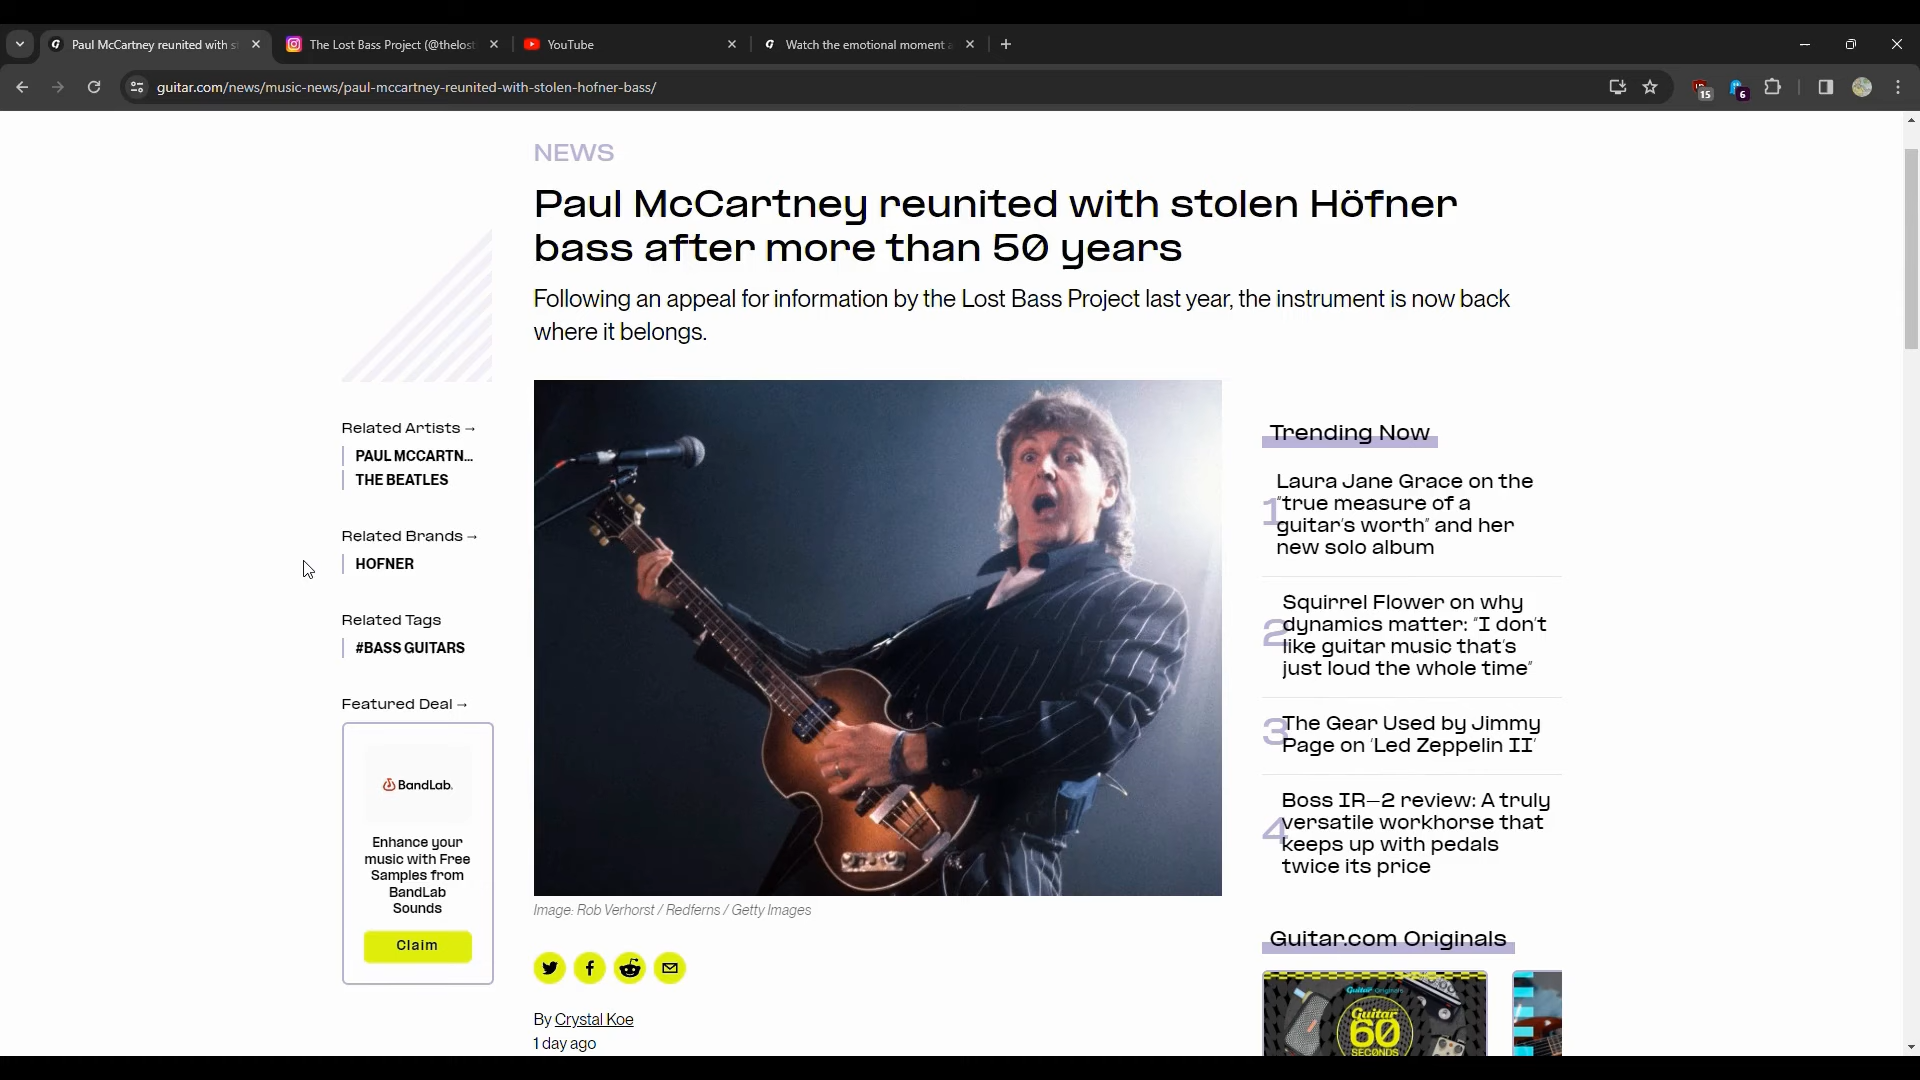 Paul McCartney reunited with s
The Lost Bass Project (@thelos
YouTube
Watch the emotional moment
guitar.com/news/music-news/paul-mccartney-reunited-with-stolen-hofner-bass/
15
6
NEWS
Paul McCartney reunited with stolen Höfner
bass after more than 50 years
Following an appeal for information by the Lost Bass Project last year, the instrument is now back
where it belongs.
Related Artists →
PAUL MCCARTN...
THE BEATLES
Related Brands →
HOFNER
Related Tags
#BASS GUITARS
Featured Deal →
BandLab.
Enhance your
music with Free
Samples from
BandLab
Sounds
Claim
Image: Rob Verhorst / Redferns / Getty Images
By Crystal Koe
1 day ago
Trending Now
1
Laura Jane Grace on the
“true measure of a
guitar’s worth” and her
new solo album
2
Squirrel Flower on why
dynamics matter: “I don’t
like guitar music that’s
just loud the whole time”
3
The Gear Used by Jimmy
Page on ‘Led Zeppelin II’
4
Boss IR–2 review: A truly
versatile workhorse that
keeps up with pedals
twice its price
Guitar.com Originals
Guitar Originals
Guitar
60
SECONDS